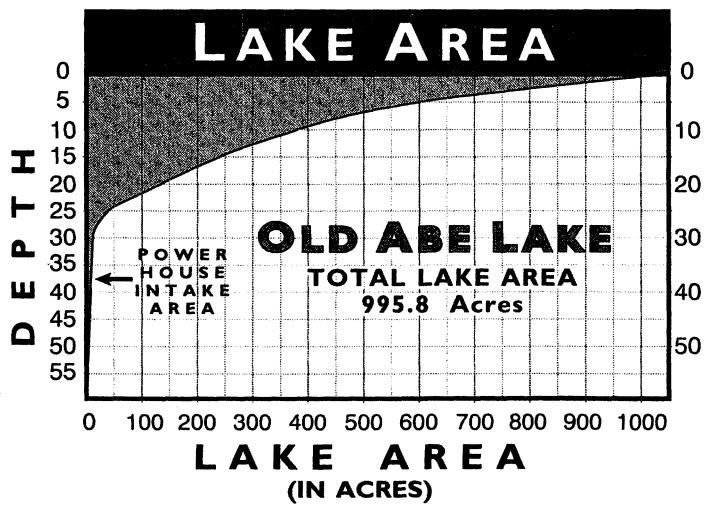 LAKE AREA
0 0
5
10 10
15
20 20
25
30 30
35
40 40
45
50 50
55
DEPTH
OLD ABE LAKE
TOTAL LAKE AREA
995.8 Acres
POWER
HOUSE
INTAKE
AREA
0 100 200 300 400 500 600 700 800 900 1000
LAKE AREA
(IN ACRES)